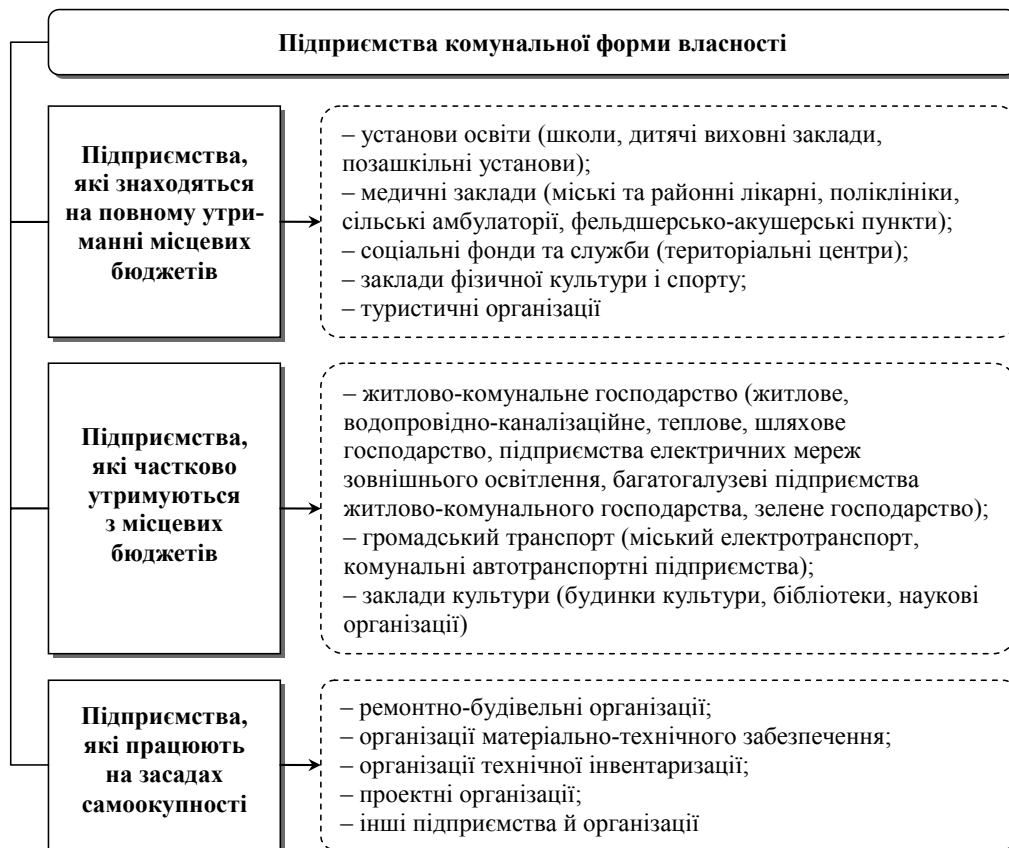 Підприємства комунальної форми власності
Підприємства,
які знаходяться
на повному утри-
манні місцевих
бюджетів
– установи освіти (школи, дитячі виховні заклади,
позашкільні установи);
– медичні заклади (міські та районні лікарні, поліклініки,
сільські амбулаторії, фельдшерсько-акушерські пункти);
– соціальні фонди та служби (територіальні центри);
– заклади фізичної культури і спорту;
– туристичні організації
Підприємства,
які частково
утримуються
з місцевих
бюджетів
– житлово-комунальне господарство (житлове,
водопровідно-каналізаційне, теплове, шляхове
господарство, підприємства електричних мереж
зовнішнього освітлення, багатогалузеві підприємства
житлово-комунального господарства, зелене господарство);
– громадський транспорт (міський електротранспорт,
комунальні автотранспортні підприємства);
– заклади культури (будинки культури, бібліотеки, наукові
організації)
Підприємства,
які працюють
на засадах
самоокупності
– ремонтно-будівельні організації;
– організації матеріально-технічного забезпечення;
– організації технічної інвентаризації;
– проектні організації;
– інші підприємства й організації